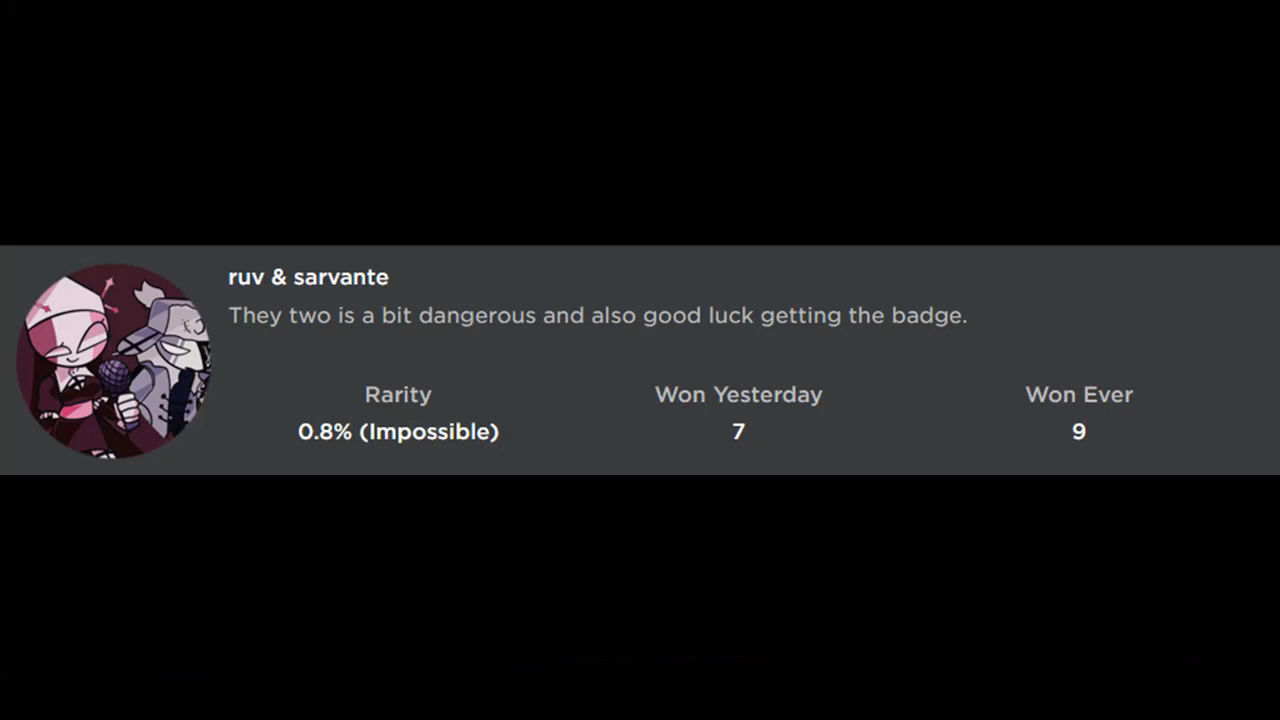 ruv & sarvante
They two is a bit dangerous and also good luck getting the badge.
Rarity Won Yesterday Won Ever
0.8% (Impossible) 7 9